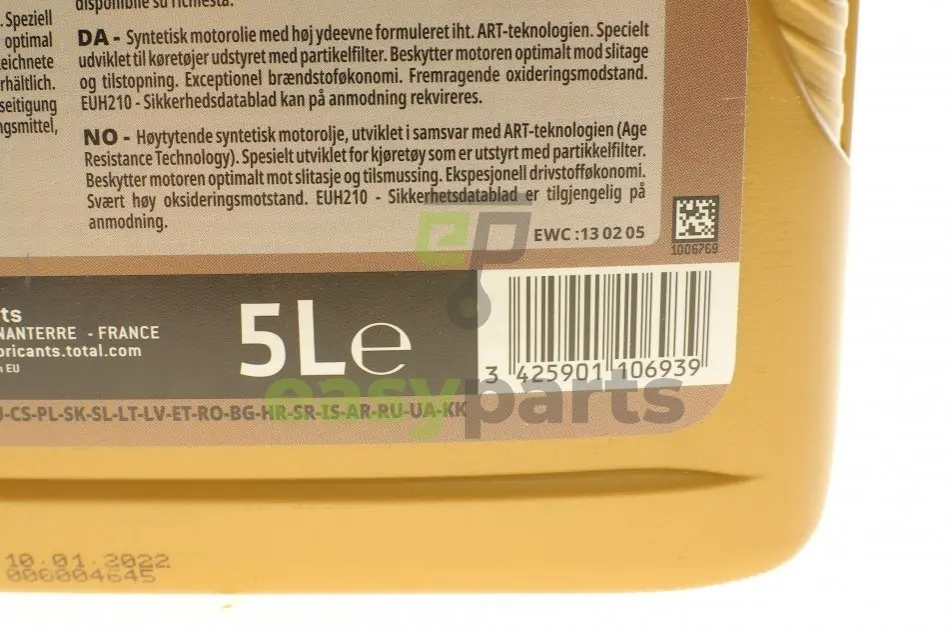 disponible su richiesta.
. Speziell
optimal
eichnete
rhältlich.
seitigung
ngsmittel,
DA - Syntetisk motorolie med høj ydeevne formuleret iht. ART-teknologien. Specielt
udviklet til køretøjer udstyret med partikelfilter. Beskytter motoren optimalt mod slitage
og tilstopning. Exceptionel brændstoføkonomi. Fremragende oxideringsmodstand.
EUH210 - Sikkerhedsdatablad kan på anmodning rekvireres.
NO - Høytytende syntetisk motorolje, utviklet i samsvar med ART-teknologien (Age
Resistance Technology). Spesielt utviklet for kjøretøy som er utstyrt med partikkelfilter.
Beskytter motoren optimalt mot slitasje og tilsmussing. Ekspesjonell drivstofføkonomi.
Svært høy oksideringsmotstand. EUH210 - Sikkerhetsdatablad er tilgjengelig på
anmodning.
EWC :13 02 05
1006769
ts
NANTERRE - FRANCE
bricants.total.com
n EU
5L℮
3 425901 106939
-CS-PL-SK-SL-LT-LV-ET-RO-BG-HR-SR-IS-AR-RU-UA-KK
ep
easyparts
10.01.2022
000004645